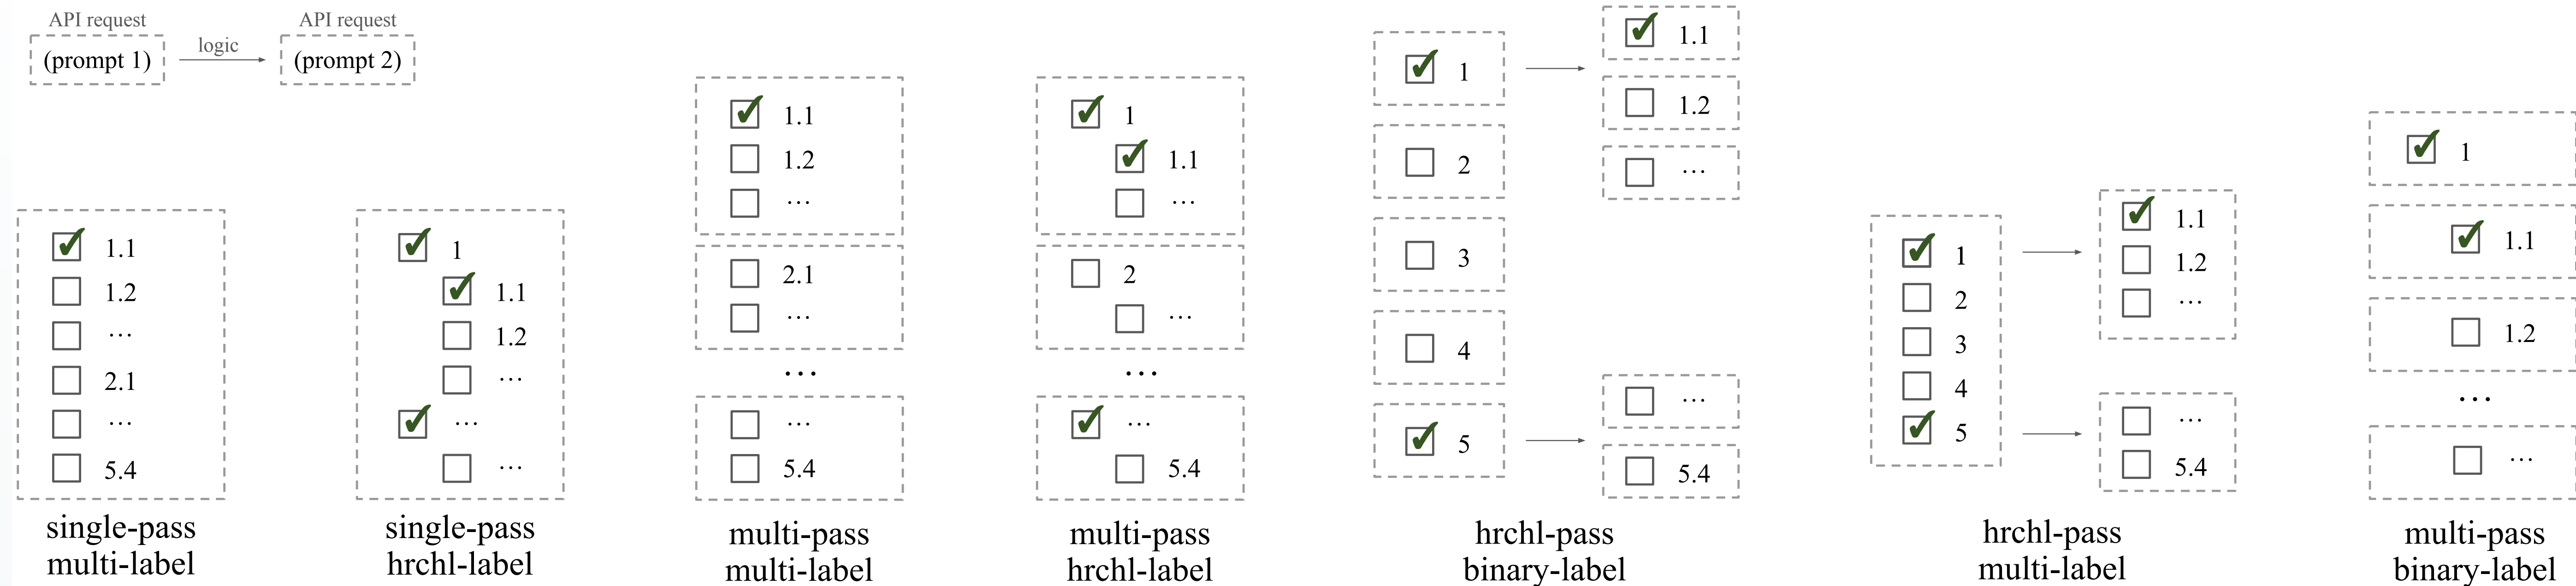 API request
(prompt 1)
logic
API request
(prompt 2)
1.1
1.2
...
2.1
...
5.4
single-pass
multi-label
1
1.1
1.2
...
...
...
single-pass
hrchl-label
1.1
1.2
...
2.1
...
...
...
5.4
multi-pass
multi-label
1
1.1
...
2
...
...
...
5.4
multi-pass
hrchl-label
1
2
3
4
5
1.1
1.2
...
...
5.4
hrchl-pass
binary-label
1
2
3
4
5
1.1
1.2
...
...
5.4
hrchl-pass
multi-label
1
1.1
1.2
...
...
multi-pass
binary-label